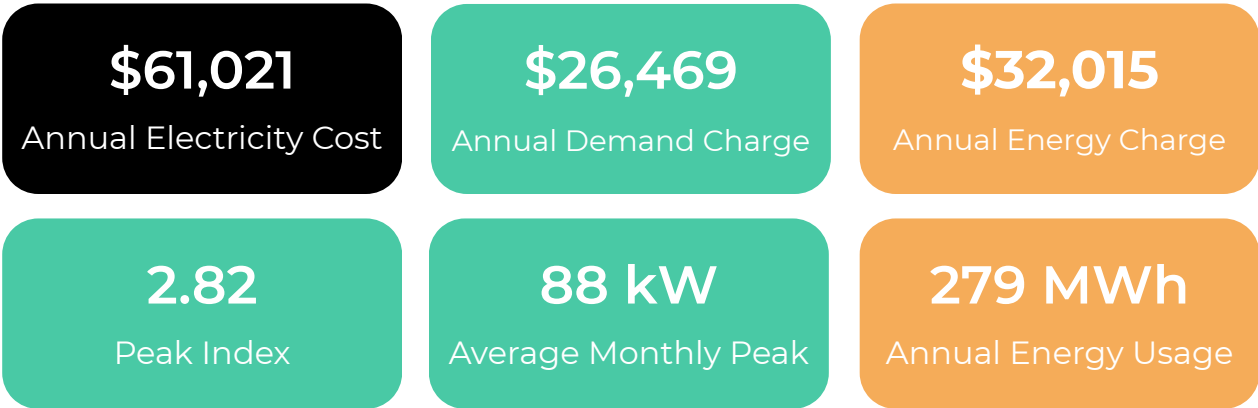 $61,021
Annual Electricity Cost
$26,469
Annual Demand Charge
$32,015
Annual Energy Charge
2.82
Peak Index
88 kW
Average Monthly Peak
279 MWh
Annual Energy Usage